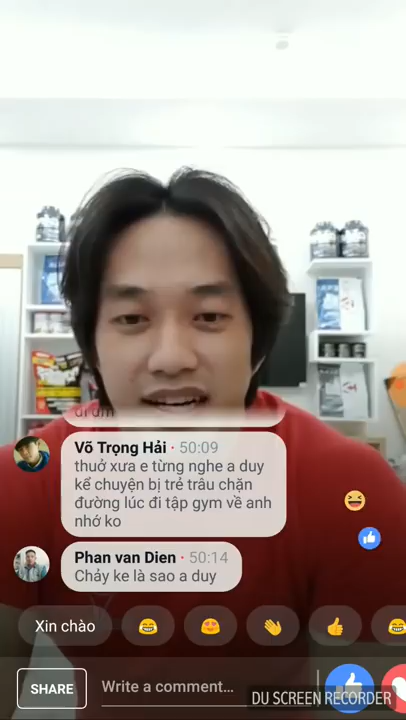 Võ Trọng Hải · 50:09
thuở xưa e từng nghe a duy
kể chuyện bị trẻ trâu chặn
đường lúc đi tập gym về anh
nhớ ko
Phan van Dien · 50:14
Chảy ke là sao a duy
Xin chào
SHARE
Write a comment...
DU SCREEN RECORDER